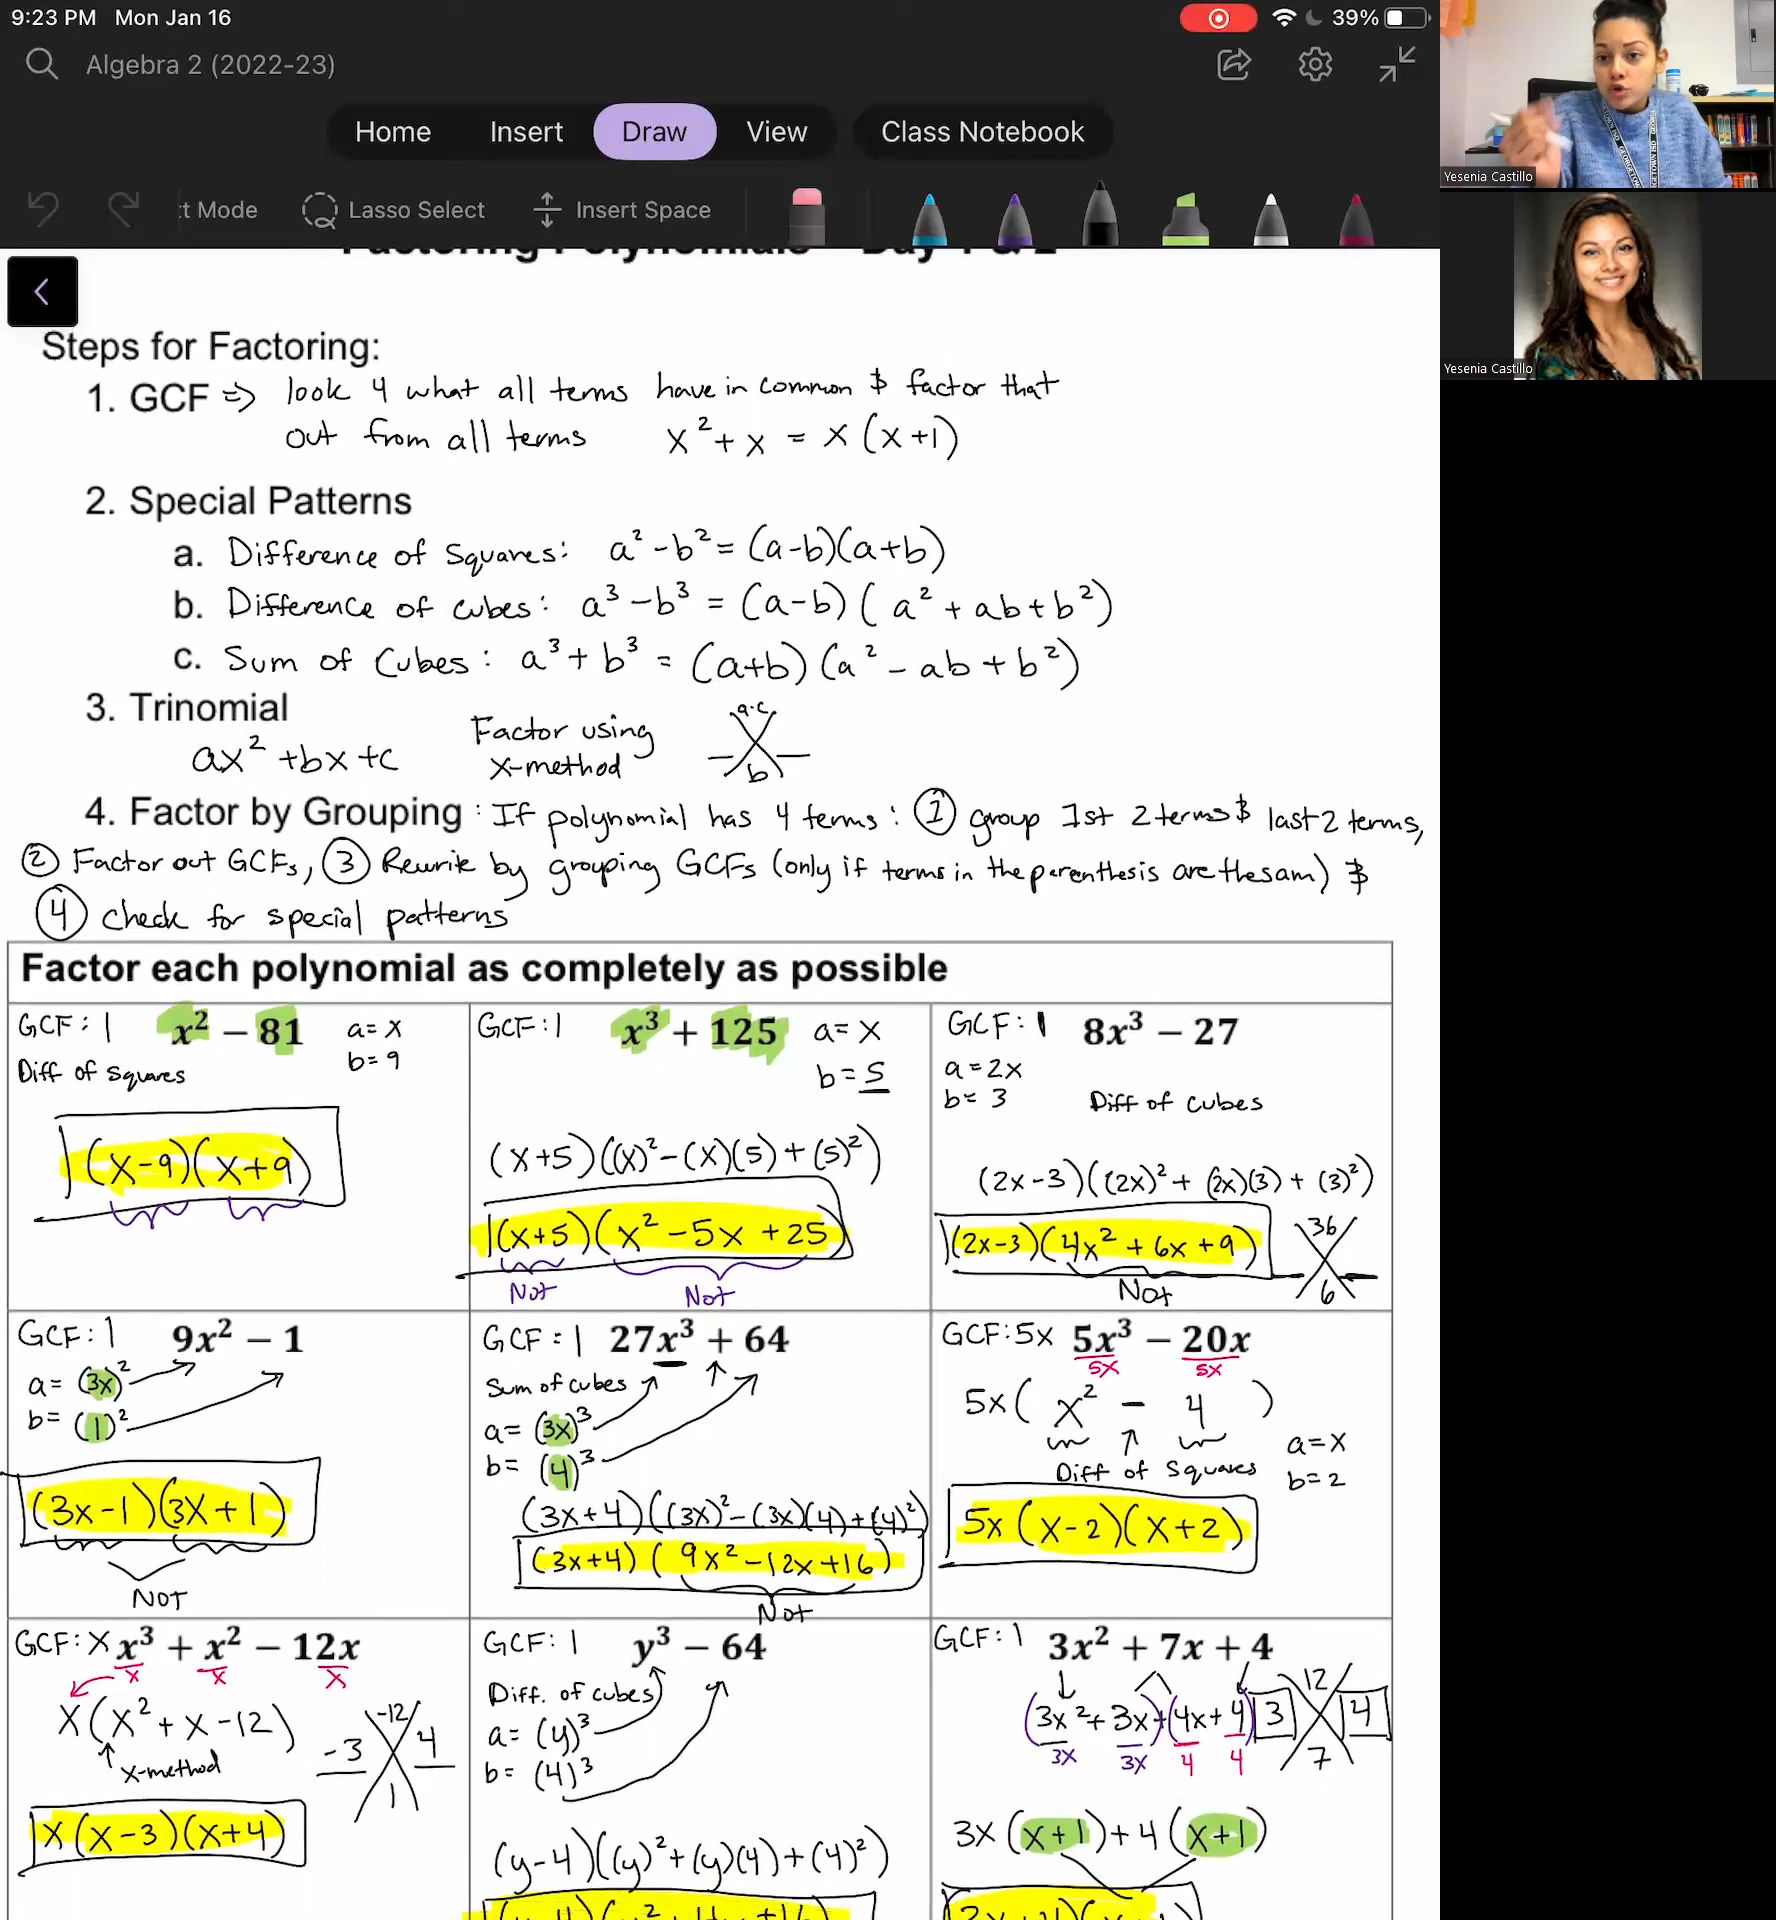 9:23 PM Mon Jan 16
39%
Algebra 2 (2022-23)
Home Insert Draw View Class Notebook
t Mode Lasso Select Insert Space
Yesenia Castillo
Yesenia Castillo
Factoring Polynomials
Steps for Factoring:
1. GCF => look 4 what all terms have in common & factor that
out from all terms x² + x = x (x+1)
2. Special Patterns
a. Difference of Squares: a² - b² = (a-b)(a+b)
b. Difference of cubes: a³ - b³ = (a-b) (a² + ab + b²)
c. Sum of Cubes: a³ + b³ = (a+b) (a² - ab + b²)
3. Trinomial
ax² + bx + c Factor using x-method a·c b
4. Factor by Grouping : If polynomial has 4 terms: ① group 1st 2 terms & last 2 terms,
② Factor out GCFs, ③ Rewrite by grouping GCFs (only if terms in the parenthesis are the sam) &
④ check for special patterns
Factor each polynomial as completely as possible
GCF: 1 x² − 81 a = x
b = 9
Diff of Squares
(x-9)(x+9)
GCF: 1 x³ + 125 a = x
b = 5
(x+5)((x)² - (x)(5) + (5)²)
(x+5)(x² - 5x + 25)
Not Not
GCF: 1 8x³ − 27
a = 2x
b = 3 Diff of cubes
(2x-3)((2x)² + (2x)(3) + (3)²)
(2x-3)(4x² + 6x + 9) 36
Not 6
GCF: 1 9x² − 1
a = (3x)²
b = (1)²
(3x-1)(3x+1)
NOT
GCF = 1 27x³ + 64
Sum of cubes
a = (3x)³
b = (4)³
(3x+4)((3x)² - (3x)(4) + (4)²)
(3x+4)(9x² - 12x + 16)
Not
GCF: 5x 5x³ − 20x
5x 5x
5x( x² - 4 )
a = x
Diff of Squares b = 2
5x(x-2)(x+2)
GCF: x x³ + x² − 12x
x x x
x(x² + x - 12) -12
-3 4
x-method 1
x(x-3)(x+4)
GCF: 1 y³ − 64
Diff. of cubes
a = (y)³
b = (4)³
(y-4)((y)² + (y)(4) + (4)²)
GCF: 1 3x² + 7x + 4
(3x² + 3x)+(4x + 4) 3 12 4
3x 3x 4 4 7
3x(x+1)+4(x+1)